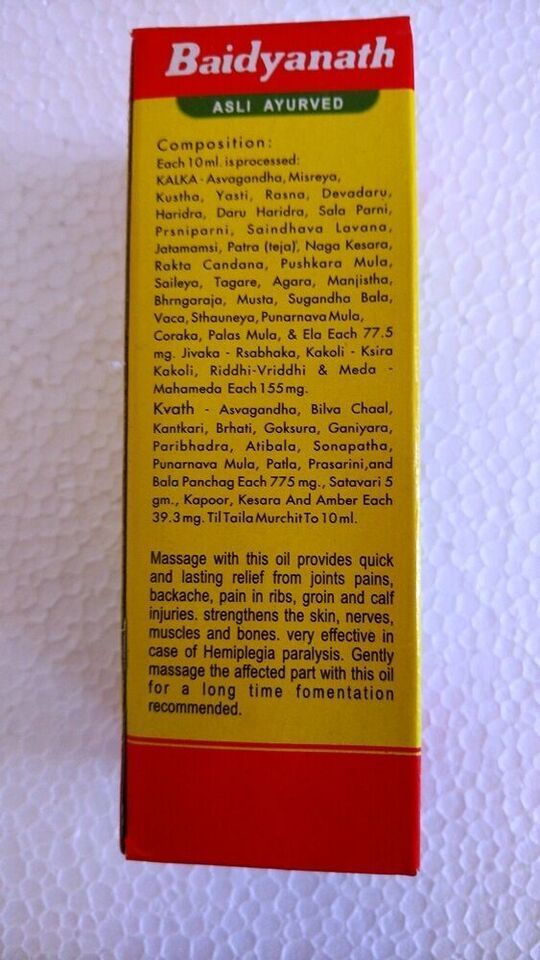 Baidyanath
ASLI AYURVED
Composition:
Each 10 ml. is processed:
KALKA - Asvagandha, Misreya,
Kustha, Yasti, Rasna, Devadaru,
Haridra, Daru Haridra, Sala Parni,
Prsniparni, Saindhava Lavana,
Jatamamsi, Patra (teja)', Naga Kesara,
Rakta Candana, Pushkara Mula,
Saileya, Tagare, Agara, Manjistha,
Bhrngaraja, Musta, Sugandha Bala,
Vaca, Sthauneya, Punarnava Mula,
Coraka, Palas Mula, & Ela Each 77.5
mg. Jivaka - Rsabhaka, Kakoli - Ksira
Kakoli, Riddhi-Vriddhi & Meda -
Mahameda Each 155 mg.
Kvath - Asvagandha, Bilva Chaal,
Kantkari, Brhati, Goksura, Ganiyara,
Paribhadra, Atibala, Sonapatha,
Punarnava Mula, Patla, Prasarini,and
Bala Panchag Each 775 mg., Satavari 5
gm., Kapoor, Kesara And Amber Each
39.3 mg. Til Taila Murchit To 10 ml.
Massage with this oil provides quick
and lasting relief from joints pains,
backache, pain in ribs, groin and calf
injuries. strengthens the skin, nerves,
muscles and bones. very effective in
case of Hemiplegia paralysis. Gently
massage the affected part with this oil
for a long time fomentation
recommended.